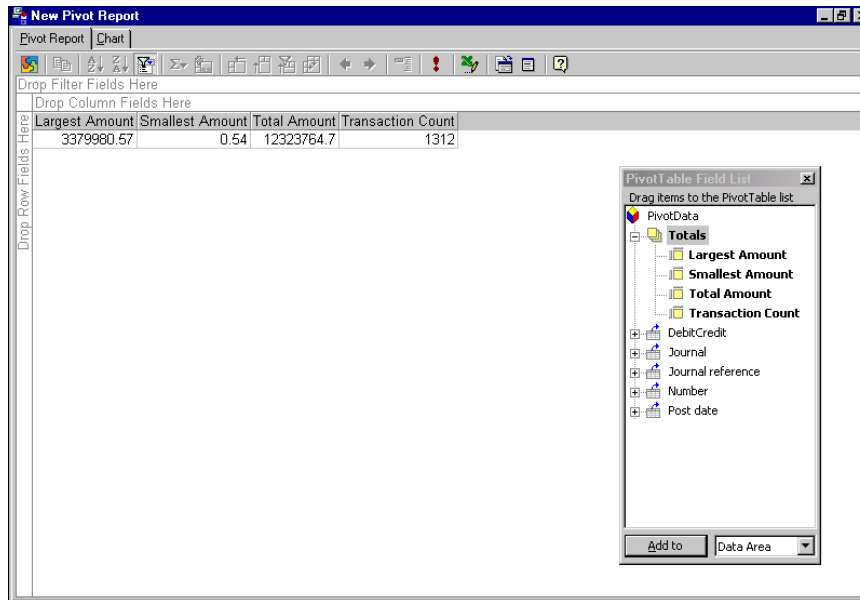 New Pivot Report
Pivot Report Chart
Drop Filter Fields Here
Drop Column Fields Here
Drop Row Fields Here
Largest Amount Smallest Amount Total Amount Transaction Count
3379980.57 0.54 12323764.7 1312
PivotTable Field List
Drag items to the PivotTable list
PivotData
Totals
Largest Amount
Smallest Amount
Total Amount
Transaction Count
DebitCredit
Journal
Journal reference
Number
Post date
Add to Data Area